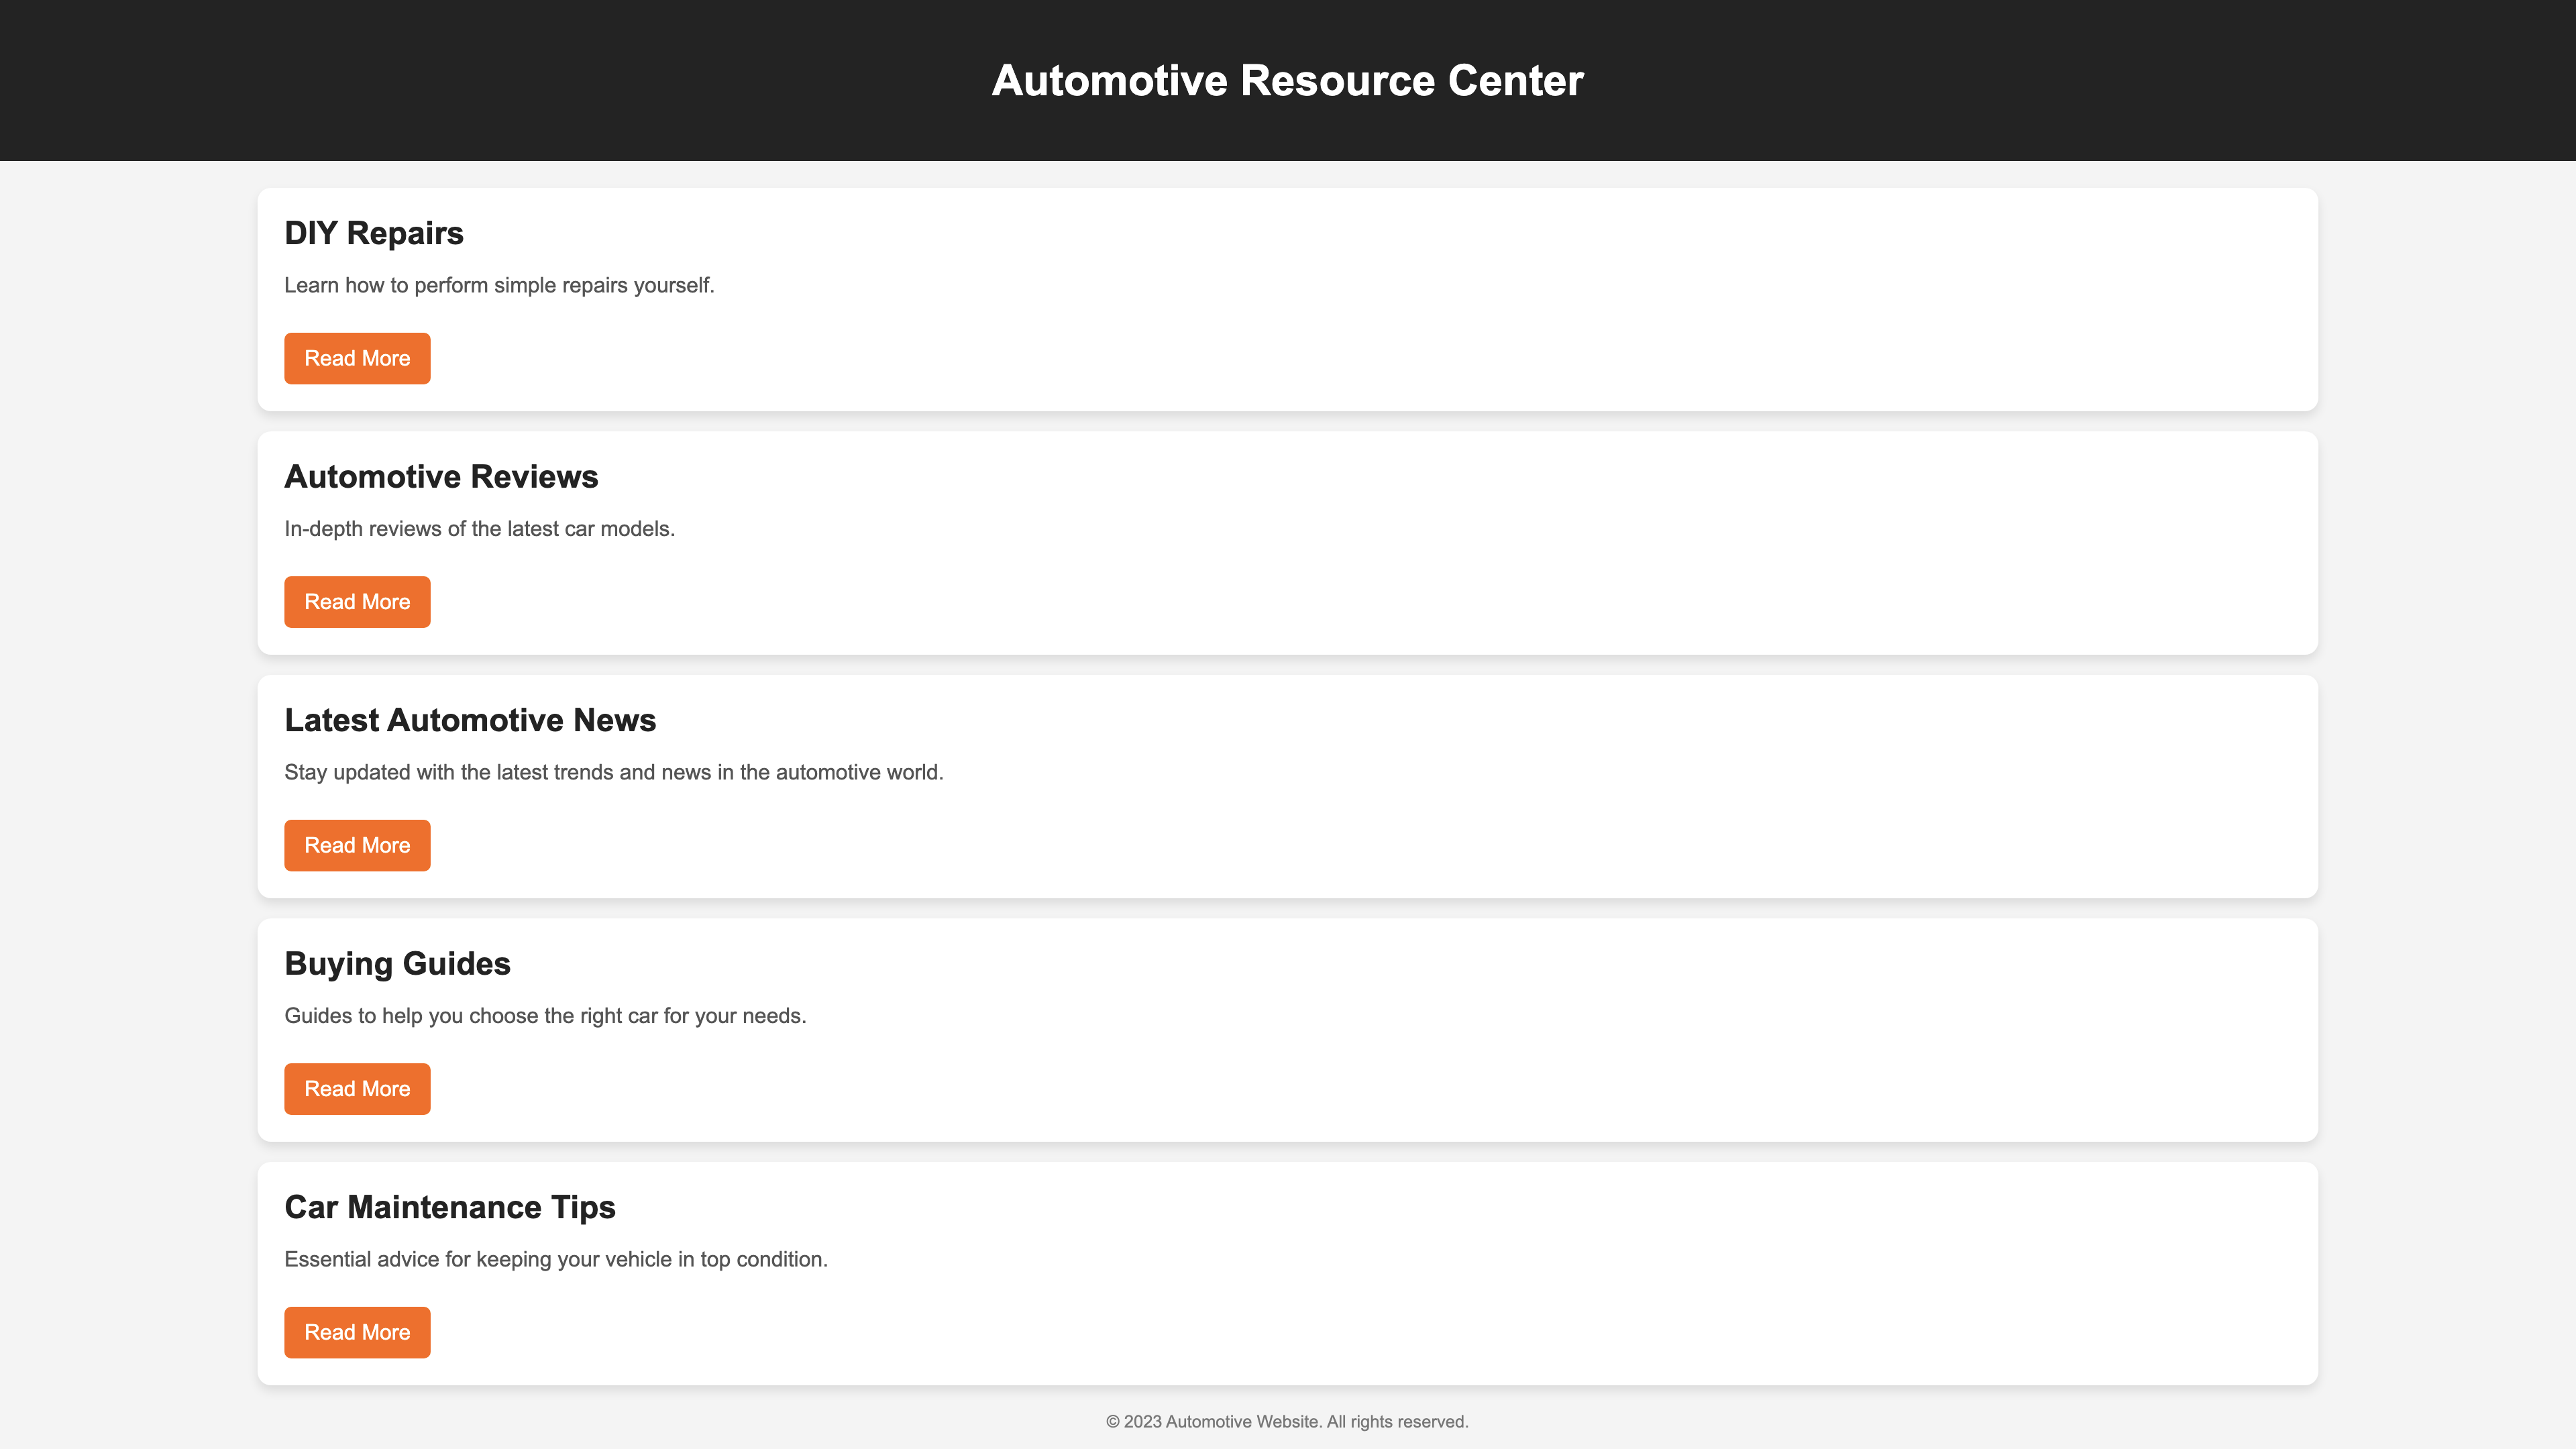 Automotive Resource Center
DIY Repairs
Learn how to perform simple repairs yourself.
Read More
Automotive Reviews
In-depth reviews of the latest car models.
Read More
Latest Automotive News
Stay updated with the latest trends and news in the automotive world.
Read More
Buying Guides
Guides to help you choose the right car for your needs.
Read More
Car Maintenance Tips
Essential advice for keeping your vehicle in top condition.
Read More
© 2023 Automotive Website. All rights reserved.